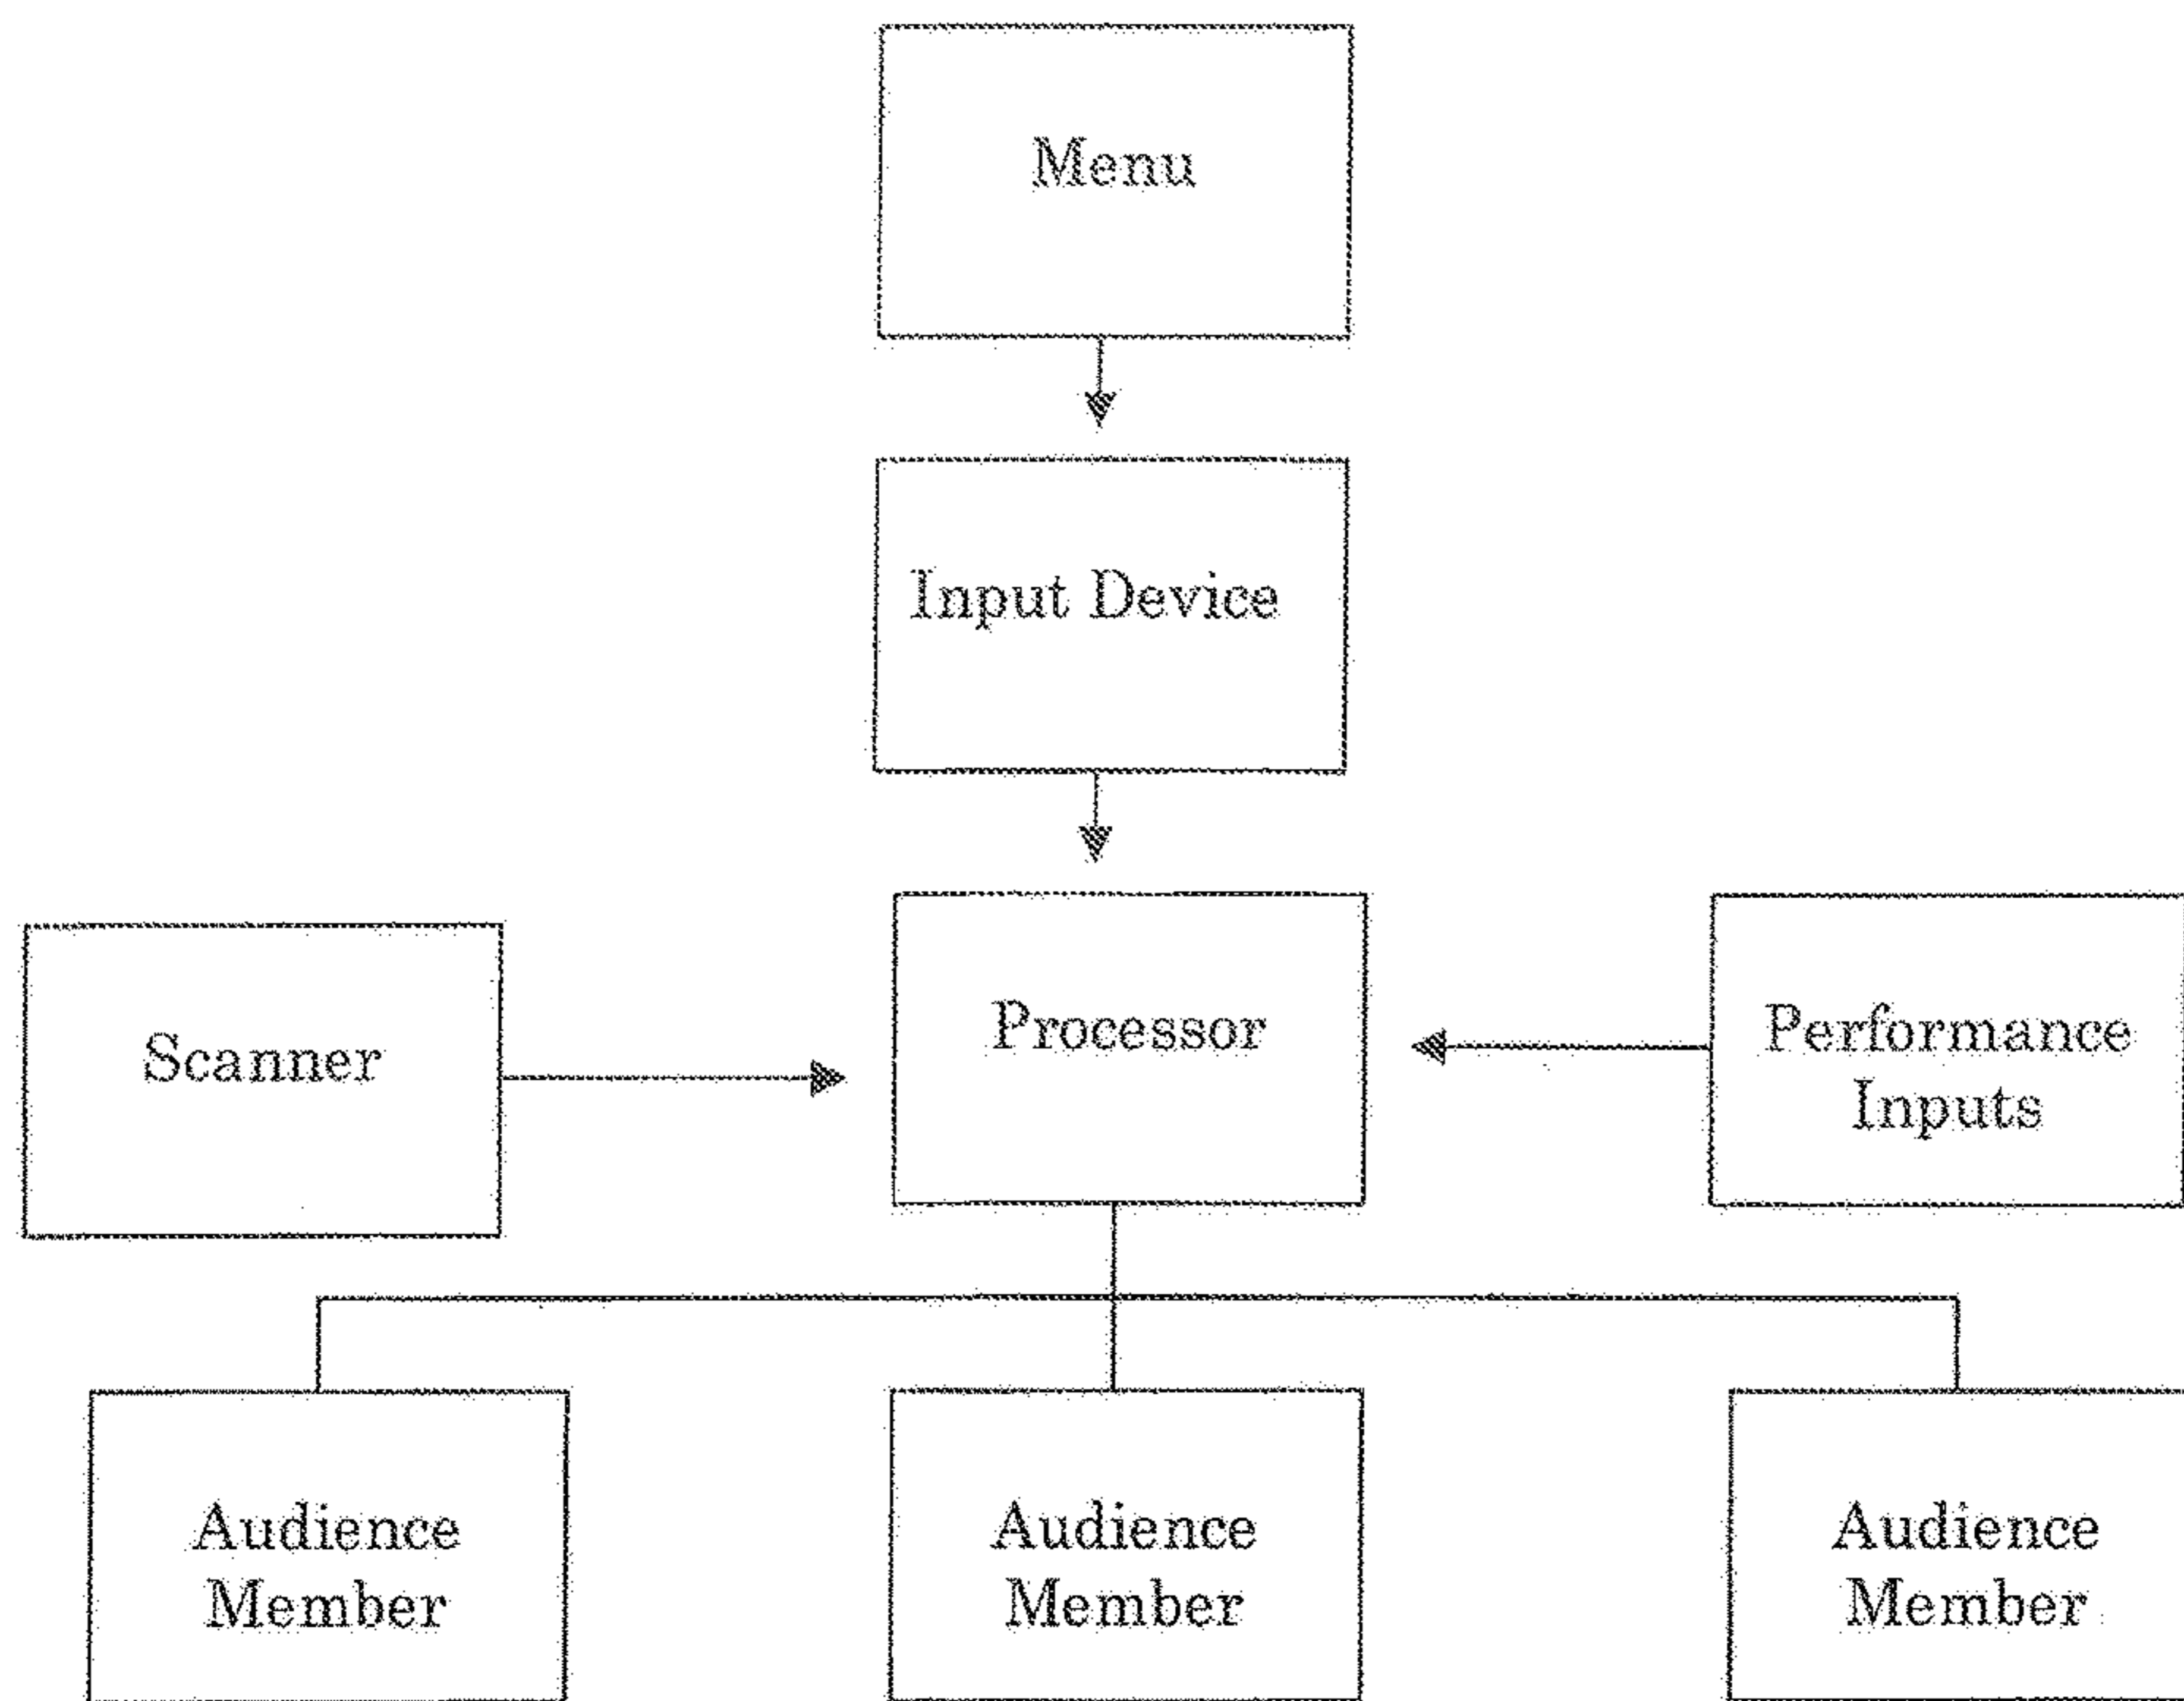 Menu
Input Device
Scanner
Processor
Performance
Inputs
Audience
Member
Audience
Member
Audience
Member